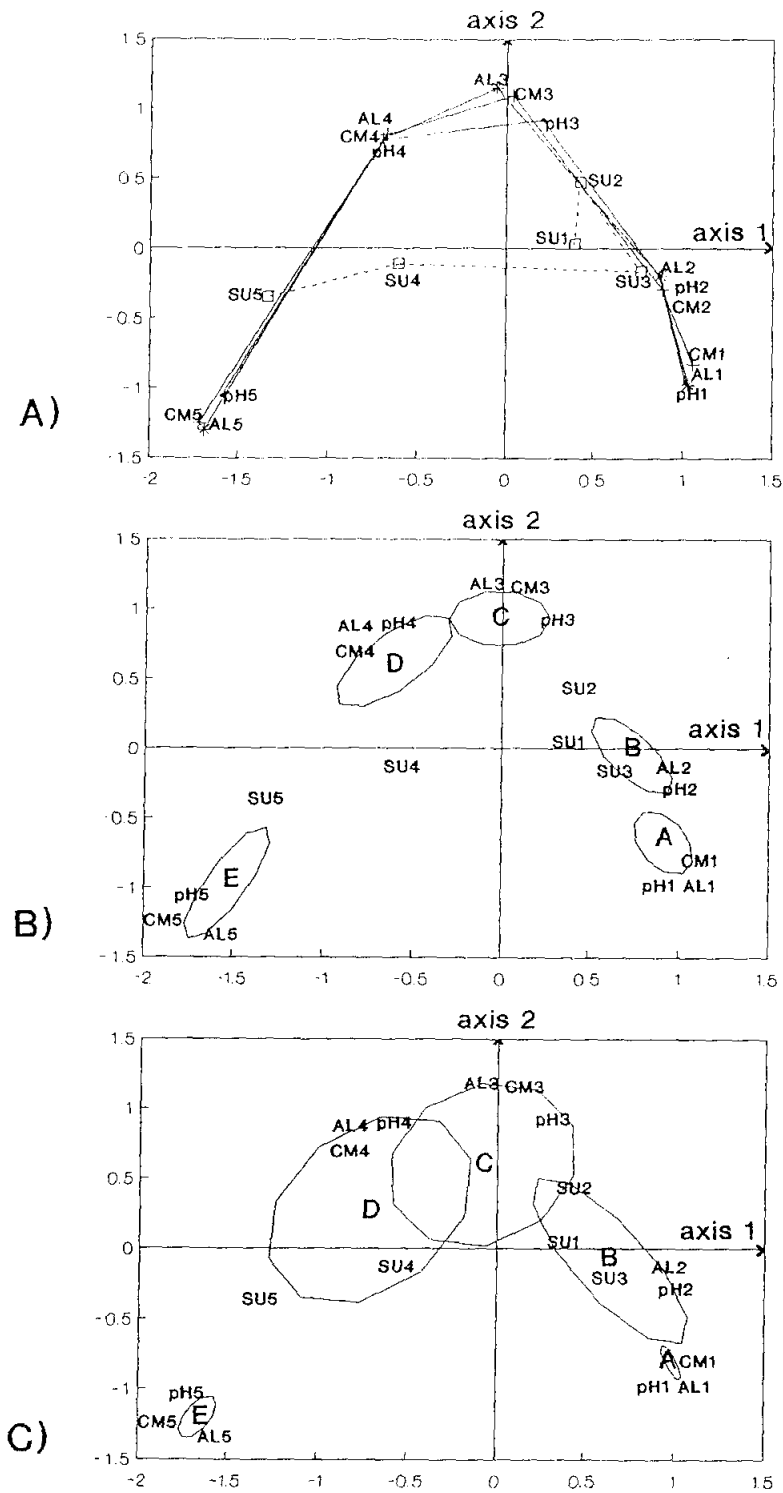 axis 2
1.5
AL3
CM3
1
AL4
pH3
CM4
pH4
0.5
SU2
SU1
axis 1
0
AL2
SU3
pH2
SU4
SU5
CM2
-0.5
CM1
AL1
-1
pH5
pH1
CM5
AL5
A)
-1.5
-2 -1.5 -1 -0.5 0 0.5 1 1.5
axis 2
1.5
AL3 CM3
1
AL4 pH4
C
pH3
CM4
D
0.5
SU2
axis 1
SU1
B
0
SU4
SU3
AL2
pH2
SU5
-0.5
A
CM1
E
-1
pH5
pH1 AL1
CM5
AL5
B)
-1.5
-2 -1.5 -1 -0.5 0 0.5 1 1.5
axis 2
1.5
AL3 CM3
1
AL4 pH4
pH3
CM4
C
0.5
SU2
D
axis 1
SU1
B
0
SU4
SU3
AL2
pH2
SU5
-0.5
A
CM1
-1
pH5
pH1 AL1
CM5
E
AL5
C)
-1.5
-2 -1.5 -1 -0.5 0 0.5 1 1.5